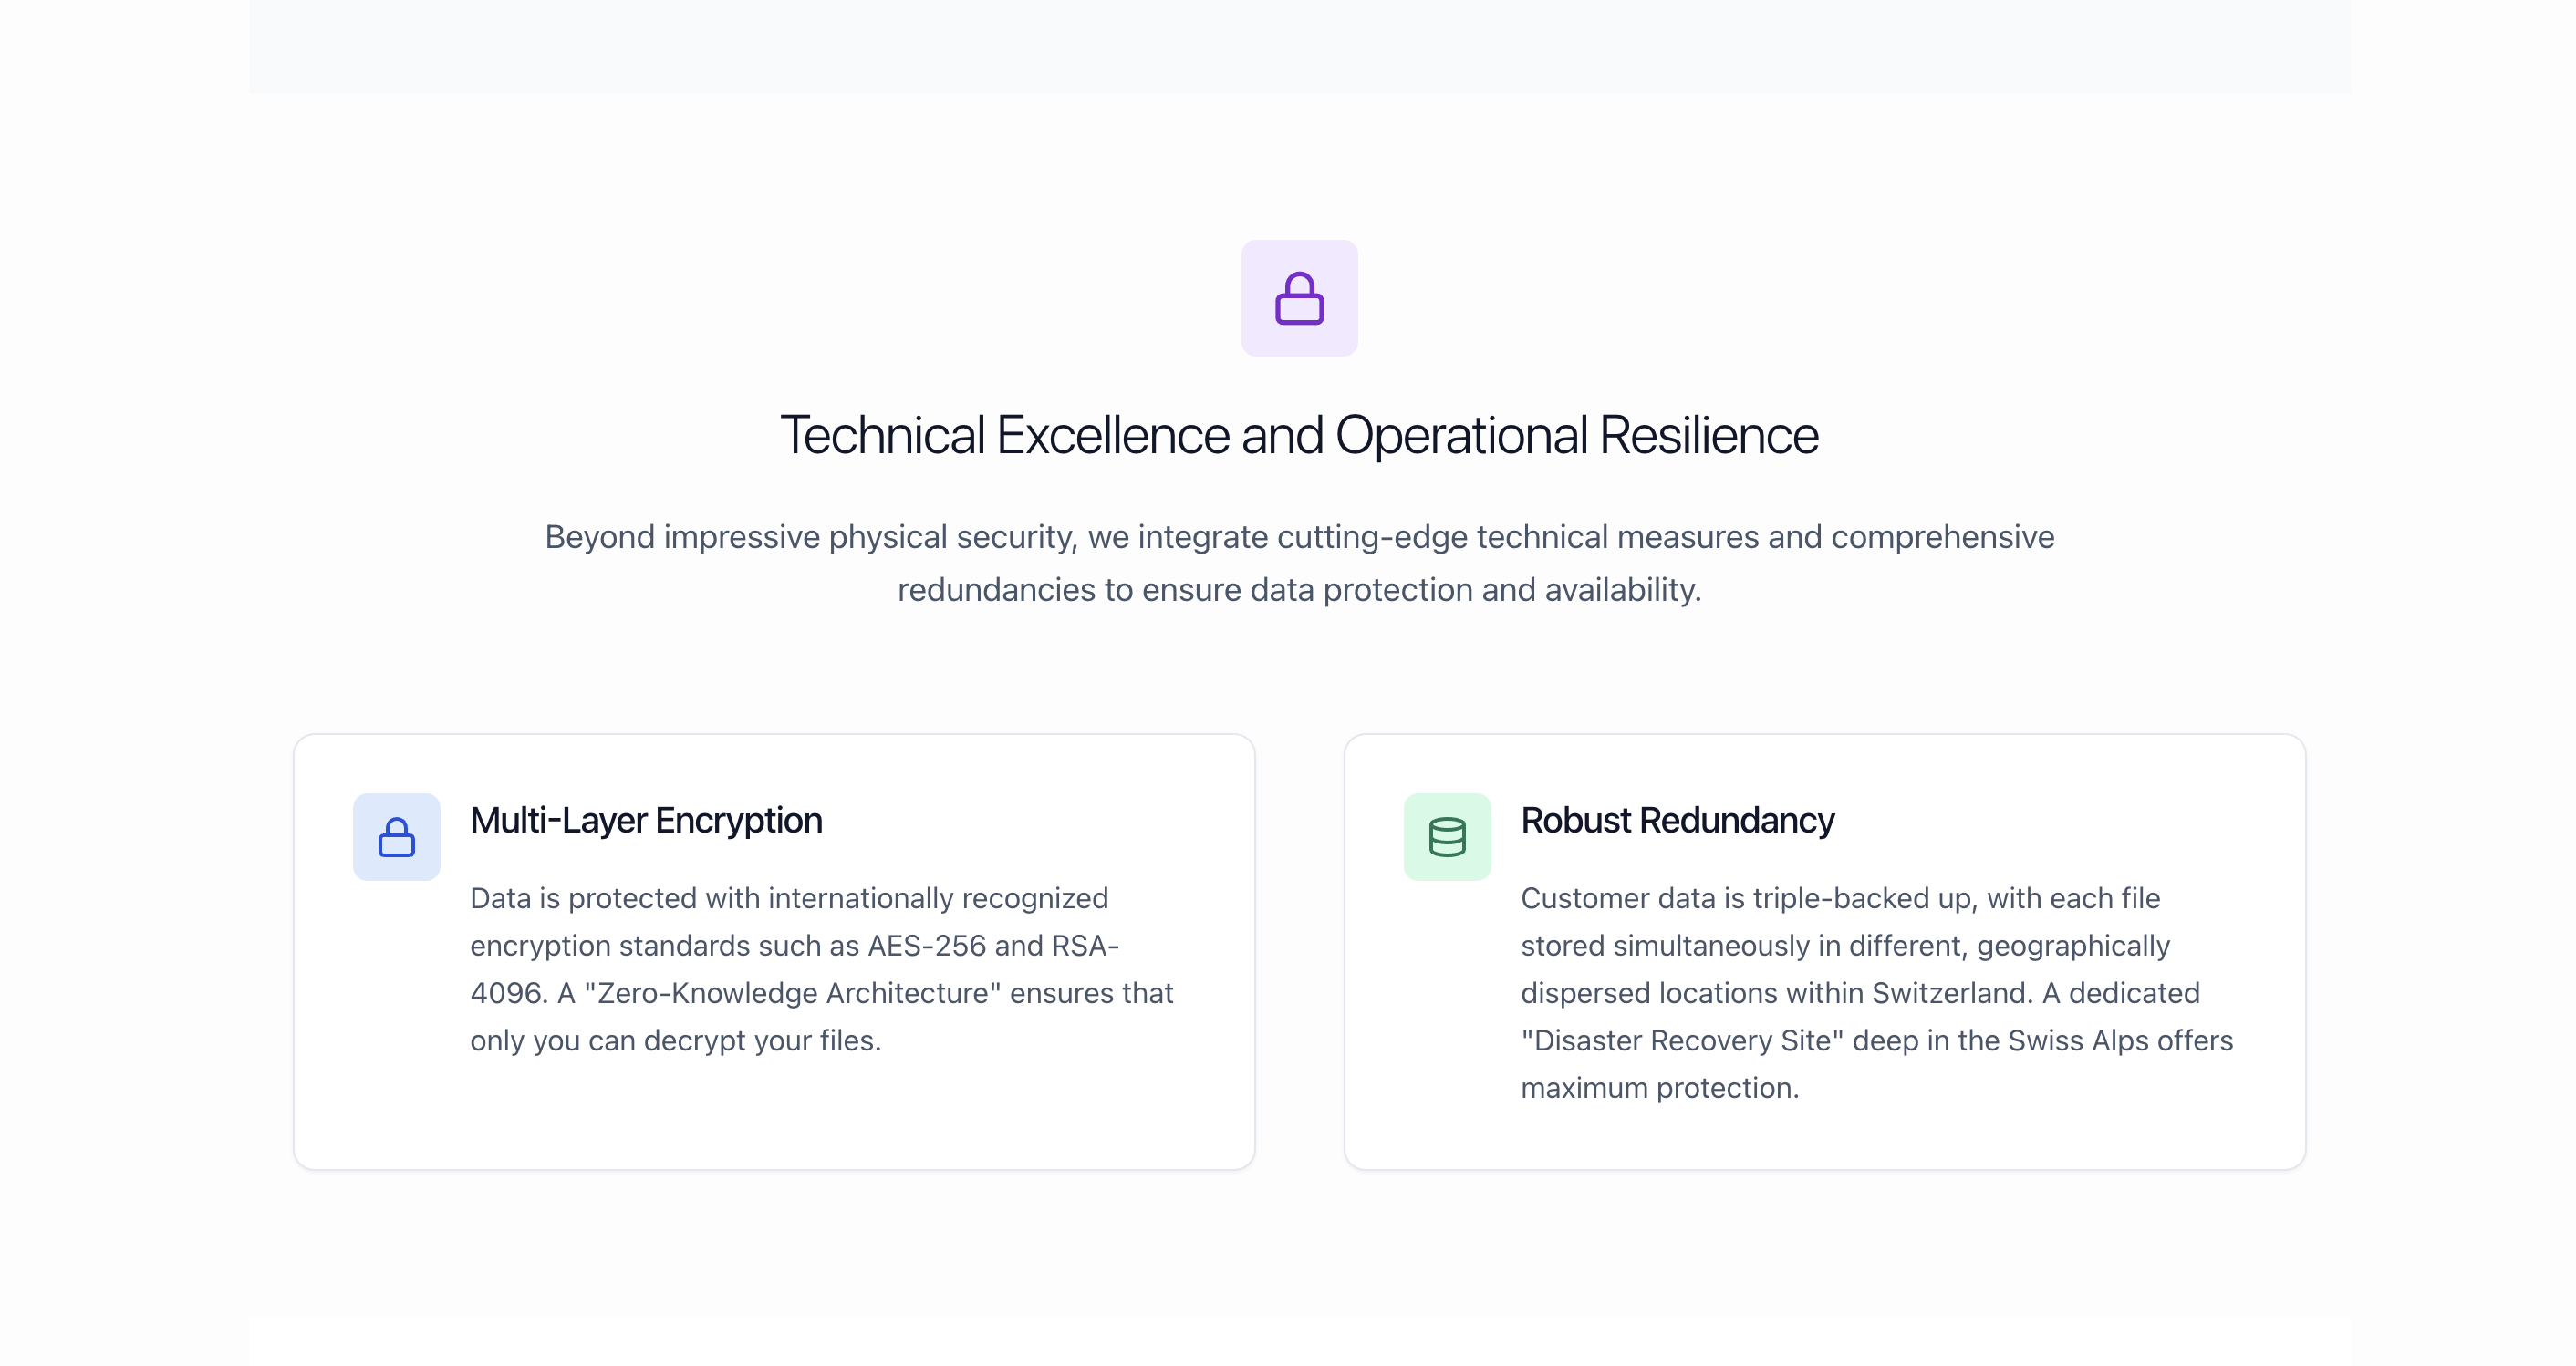 Technical Excellence and Operational Resilience
Beyond impressive physical security, we integrate cutting-edge technical measures and comprehensive
redundancies to ensure data protection and availability.
Multi-Layer Encryption
Data is protected with internationally recognized
encryption standards such as AES-256 and RSA-
4096. A "Zero-Knowledge Architecture" ensures that
only you can decrypt your files.
Robust Redundancy
Customer data is triple-backed up, with each file
stored simultaneously in different, geographically
dispersed locations within Switzerland. A dedicated
"Disaster Recovery Site" deep in the Swiss Alps offers
maximum protection.